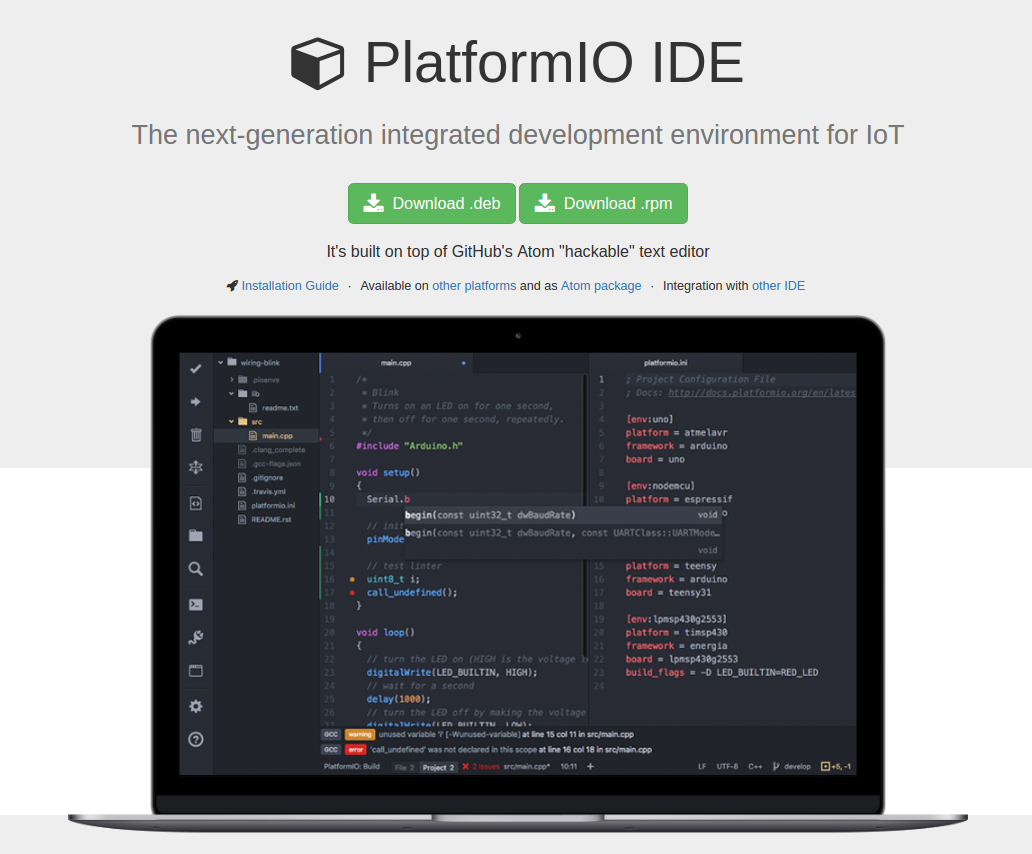 PlatformIO IDE
The next-generation integrated development environment for IoT
Download .deb Download .rpm
It's built on top of GitHub's Atom "hackable" text editor
Installation Guide · Available on other platforms and as Atom package · Integration with other IDE
wiring-blink
.pioenvs
lib
readme.txt
src
main.cpp
.clang_complete
.gcc-flags.json
.gitignore
.travis.yml
platformio.ini
README.rst
main.cpp
1 /*
2 * Blink
3 * Turns on an LED on for one second,
4 * then off for one second, repeatedly.
5 */
6 #include "Arduino.h"
7
8 void setup()
9 {
10 Serial.b
11
12 // init
13 pinMode
14
15 // test linter
16 uint8_t i;
17 call_undefined();
18 }
19
20 void loop()
21 {
22 // turn the LED on (HIGH is the voltage l
23 digitalWrite(LED_BUILTIN, HIGH);
24 // wait for a second
25 delay(1000);
26 // turn the LED off by making the voltage
27 digitalWrite(LED_BUILTIN, LOW);
begin(const uint32_t dwBaudRate) void
begin(const uint32_t dwBaudRate, const UARTClass::UARTMode…
void
platformio.ini
1 ; Project Configuration File
2 ; Docs: http://docs.platformio.org/en/lates
3
4 [env:uno]
5 platform = atmelavr
6 framework = arduino
7 board = uno
8
9 [env:nodemcu]
10 platform = espressif
o
15 platform = teensy
16 framework = arduino
17 board = teensy31
18
19 [env:lpmsp430g2553]
20 platform = timsp430
21 framework = energia
22 board = lpmsp430g2553
23 build_flags = -D LED_BUILTIN=RED_LED
24
GCC warning unused variable 'i' [-Wunused-variable] at line 15 col 11 in src/main.cpp
GCC error 'call_undefined' was not declared in this scope at line 16 col 18 in src/main.cpp
PlatformIO: Build File 2 Project 2 2 Issues src/main.cpp* 10:11 + LF UTF-8 C++ develop +5, -1